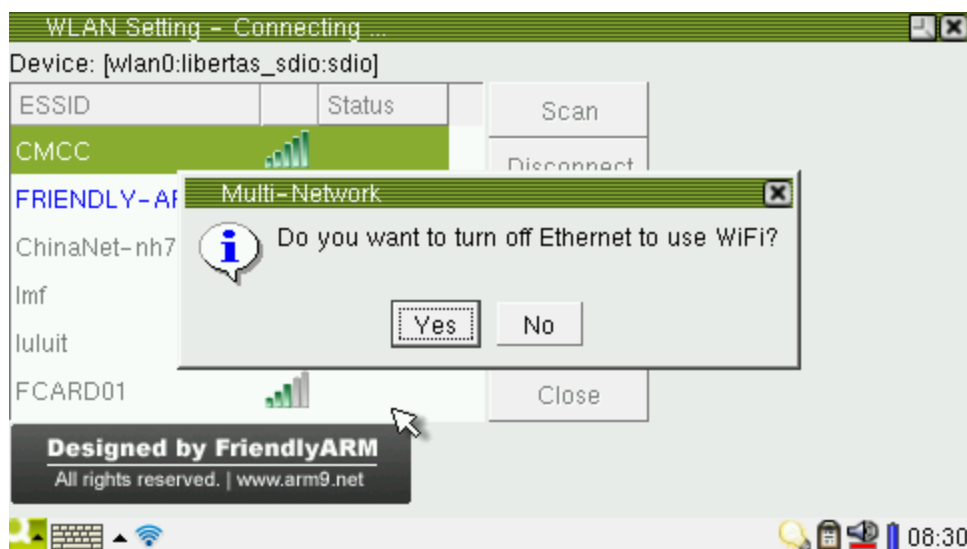 WLAN Setting - Connecting ...
Device: [wlan0:libertas_sdio:sdio]
ESSID Status
Scan
CMCC
Disconnect
FRIENDLY-AR
Multi-Network
Do you want to turn off Ethernet to use WiFi?
ChinaNet-nh7
lmf
Yes No
luluit
FCARD01
Close
Designed by FriendlyARM
All rights reserved. | www.arm9.net
08:30